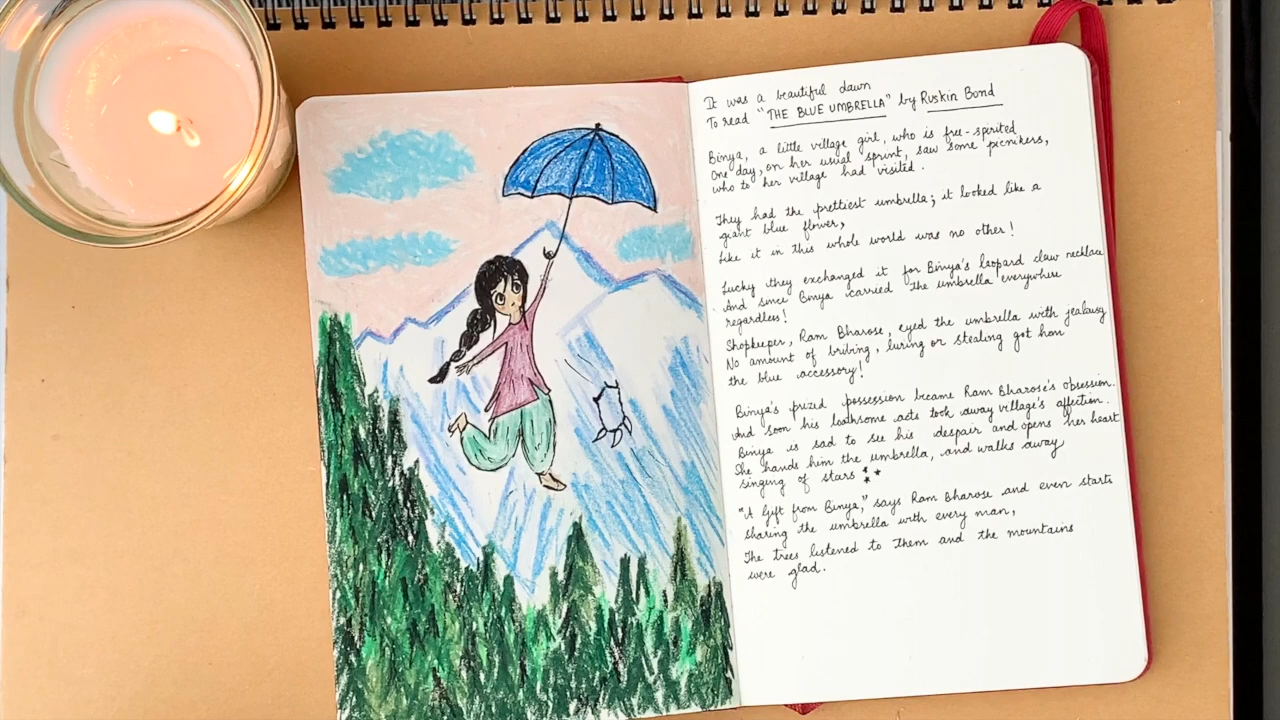 It was a beautiful dawn
To read "THE BLUE UMBRELLA" by Ruskin Bond
Binya, a little village girl, who is free-spirited
One day, on her usual sprint, saw some picnikers,
who to her village had visited.
They had the prettiest umbrella; it looked like a
giant blue flower,
Like it in this whole world was no other!
Lucky they exchanged it for Binya's leopard claw necklace
And since Binya carried the umbrella everywhere
regardless!
Shopkeeper, Ram Bharose, eyed the umbrella with jealousy
No amount of bribing, luring or stealing got him
the blue accessory!
Binya's prized possession became Ram Bharose's obsession.
And soon his loathsome acts took away village's affection.
Binya is sad to see his despair and opens her heart
She hands him the umbrella, and walks away
singing of stars
"A Gift from Binya," says Ram Bharose and even starts
sharing the umbrella with every man,
The trees listened to them and the mountains
were glad.